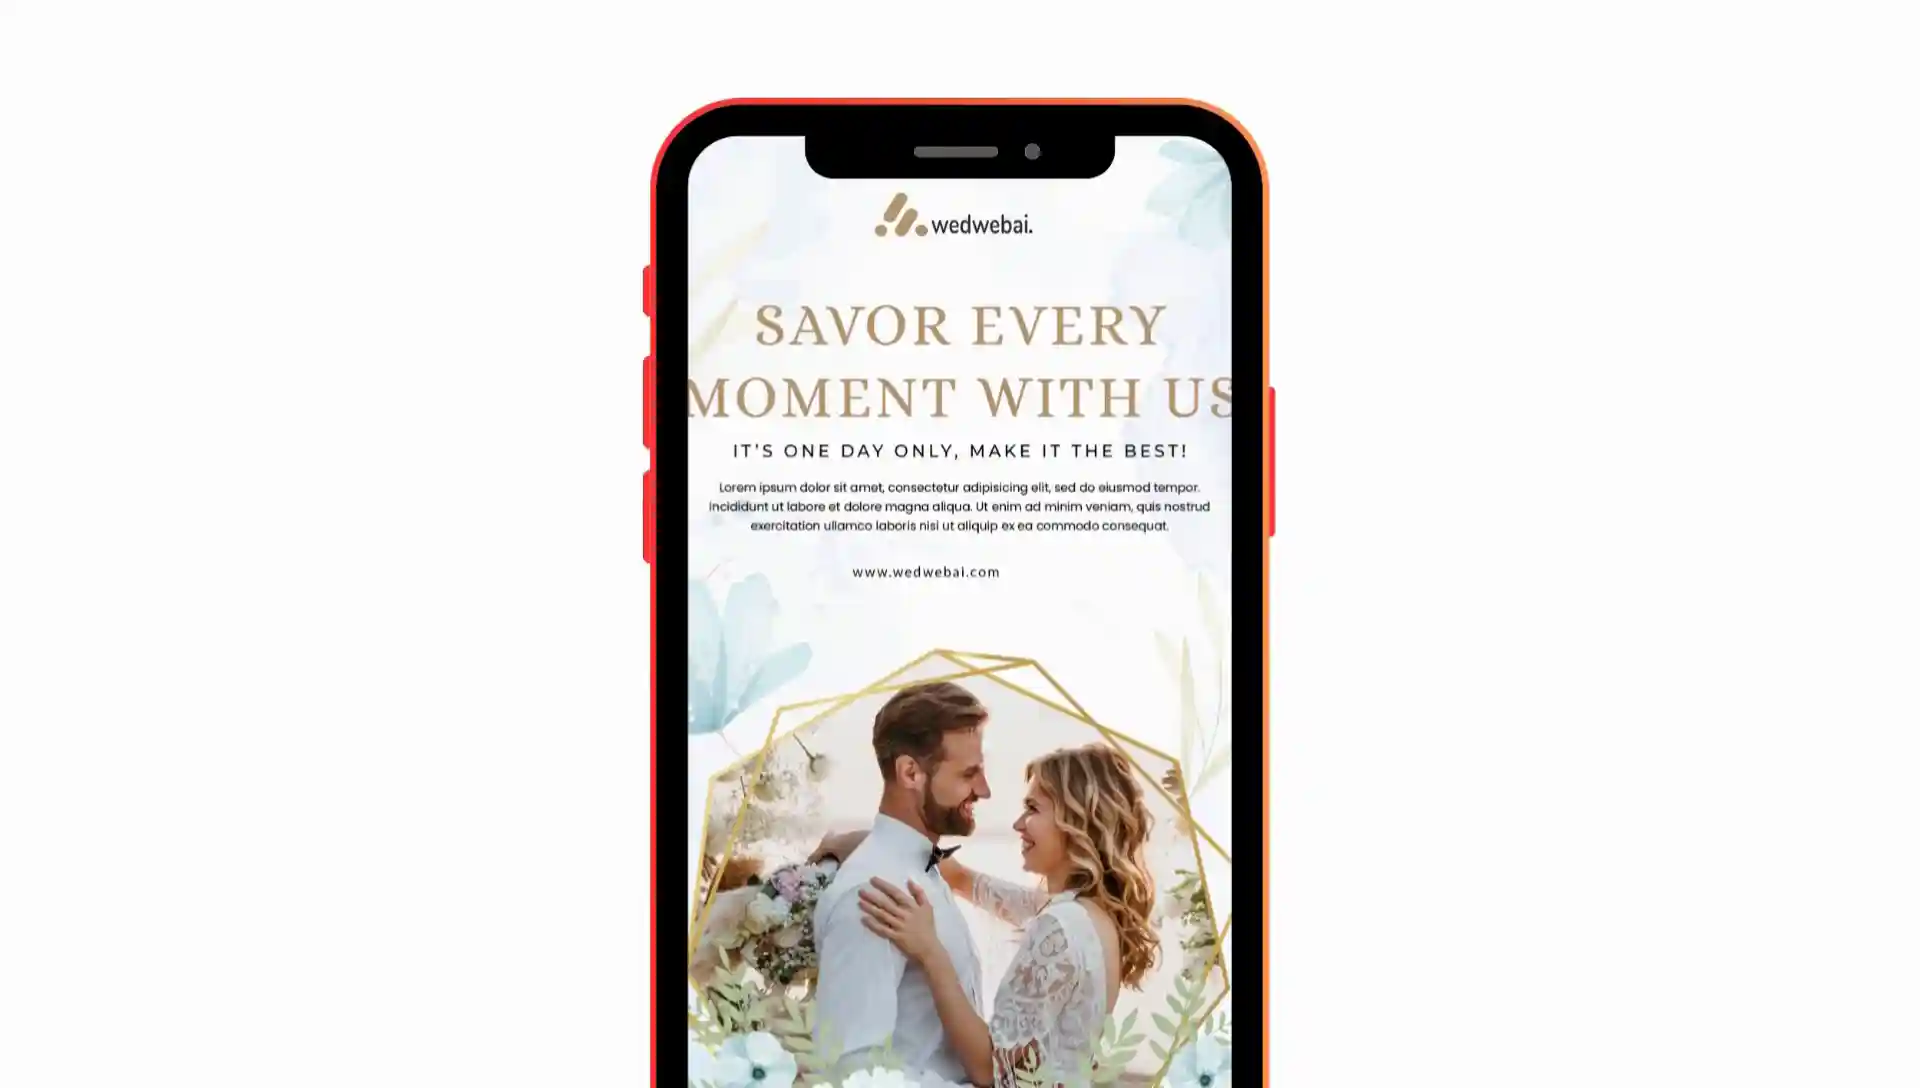 wedwebai.
SAVOR EVERY
MOMENT WITH US
IT'S ONE DAY ONLY, MAKE IT THE BEST!
Lorem ipsum dolor sit amet, consectetur adipisicing elit, sed do eiusmod tempor.
Incididunt ut labore et dolore magna aliqua. Ut enim ad minim veniam, quis nostrud
exercitation ullamco laboris nisi ut aliquip ex ea commodo consequat.
www.wedwebai.com